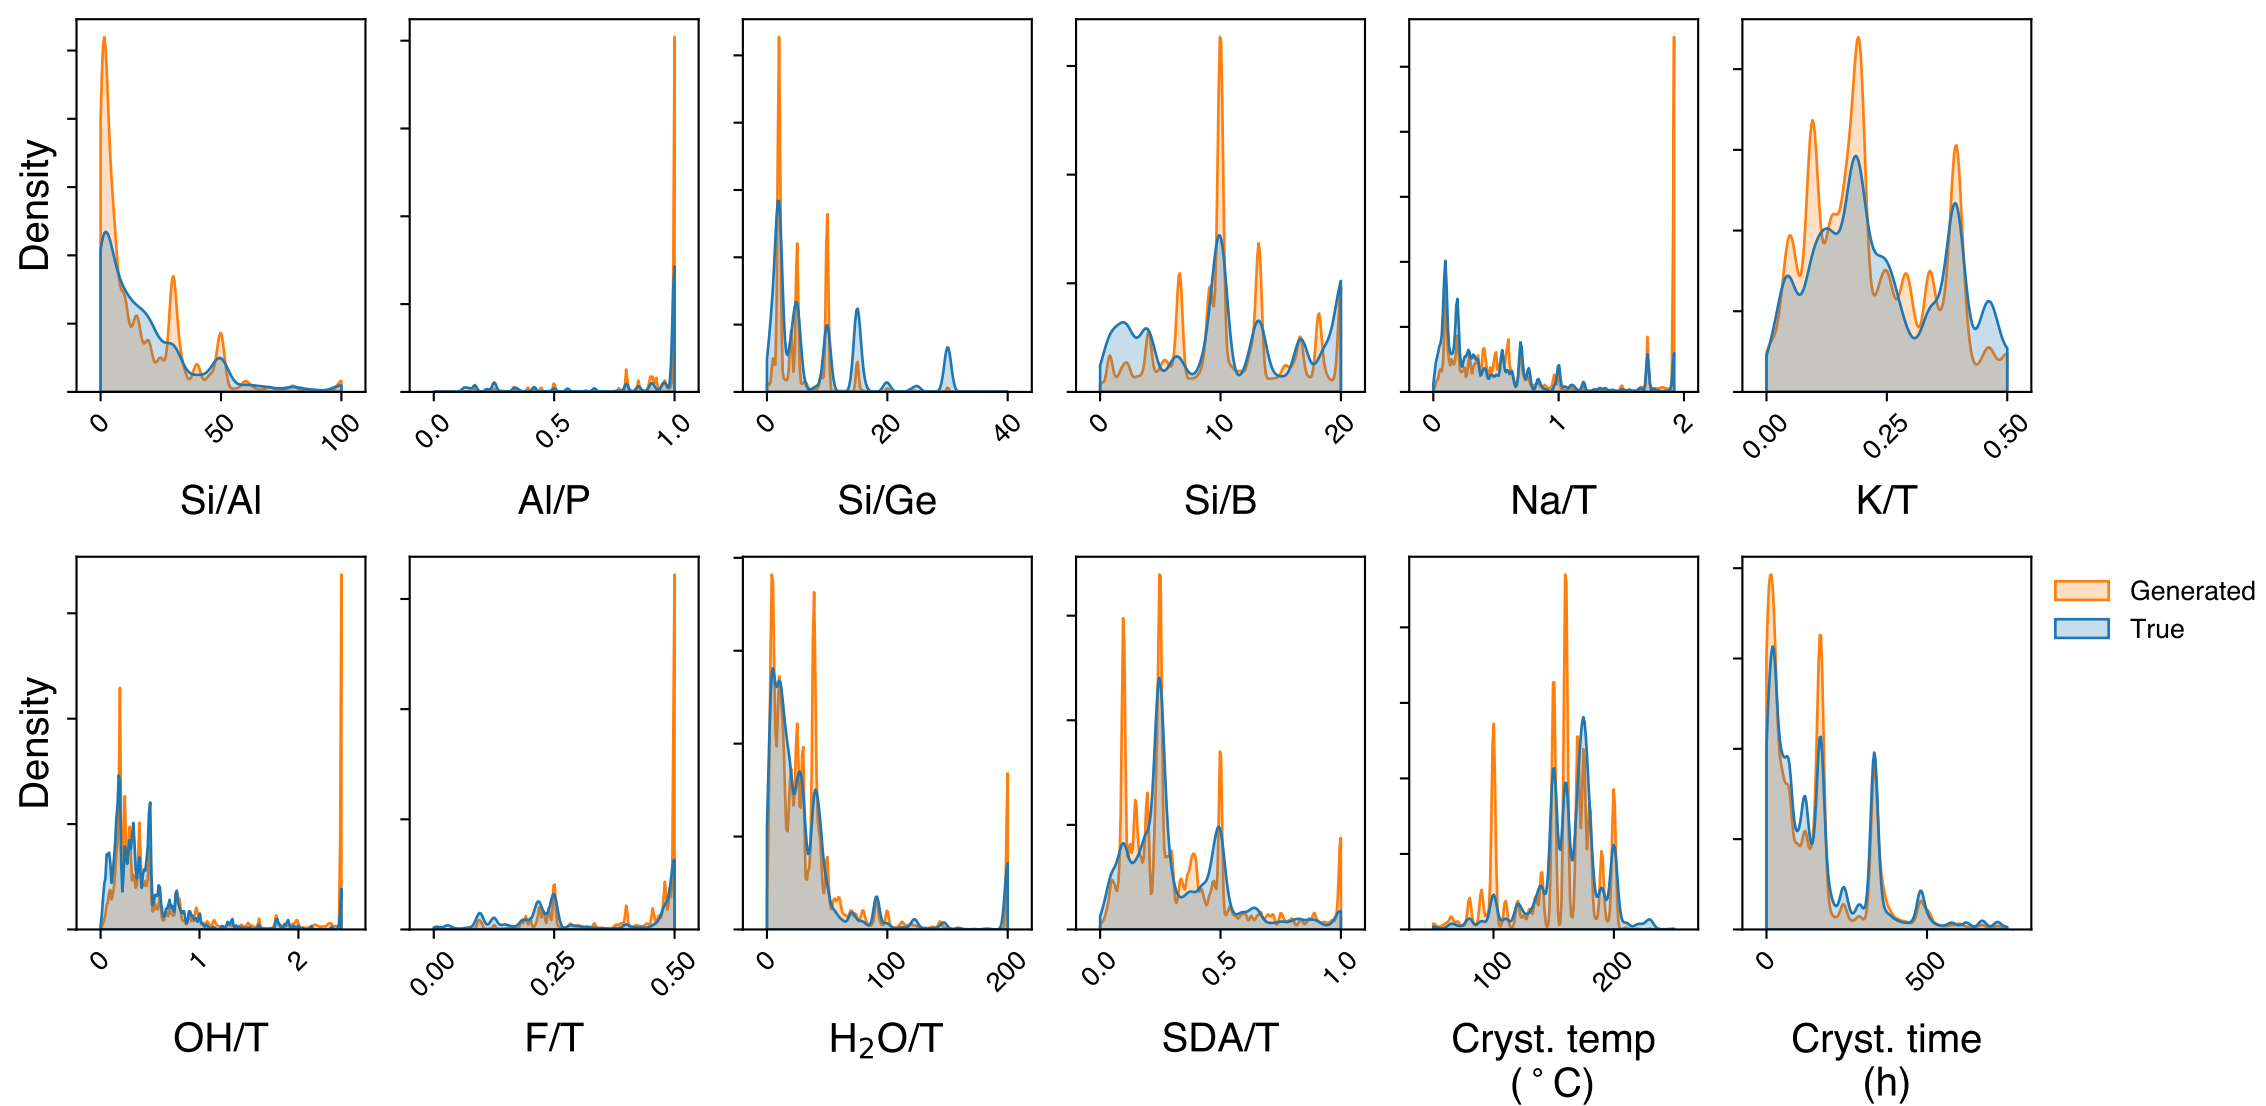 Density
0 50 100
Si/Al
0.0 0.5 1.0
Al/P
0 20 40
Si/Ge
0 10 20
Si/B
0 1 2
Na/T
0.00 0.25 0.50
K/T
Density
0 1 2
OH/T
0.00 0.25 0.50
F/T
0 100 200
H₂O/T
0.0 0.5 1.0
SDA/T
100 200
Cryst. temp
(°C)
0 500
Cryst. time
(h)
Generated
True